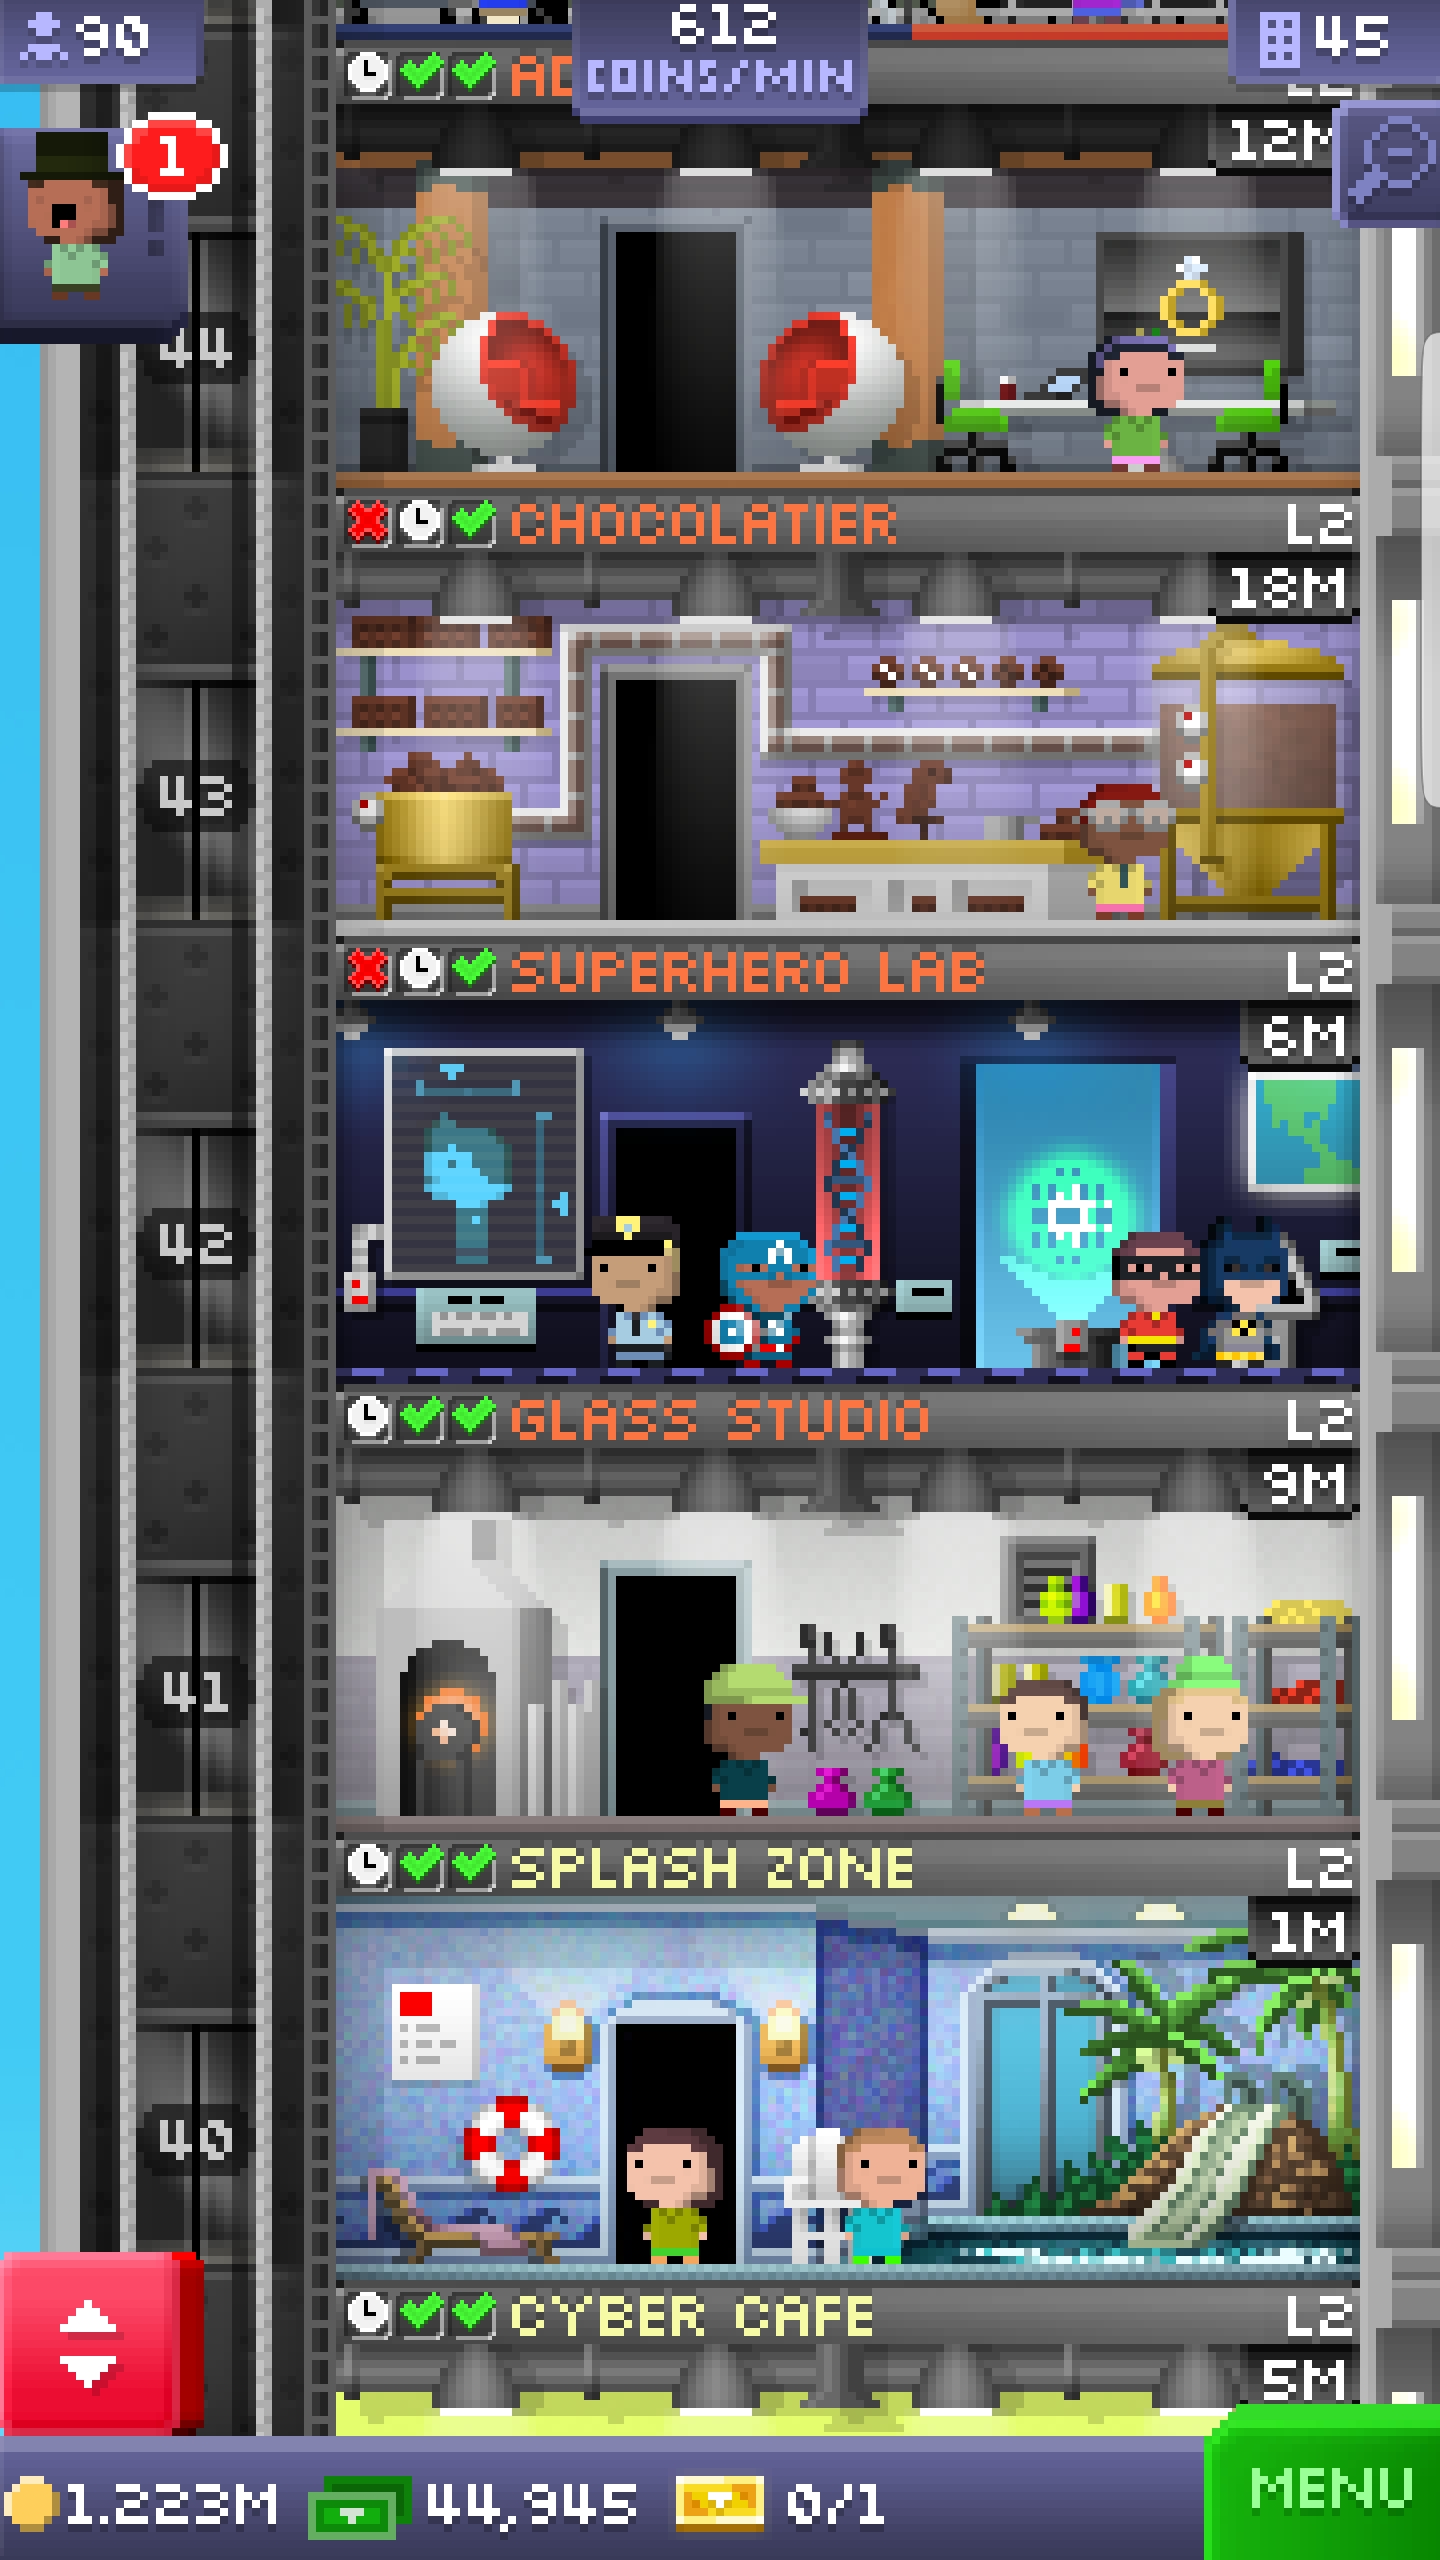 90
612
COINS/MIN
45
1
AD
12M
44
CHOCOLATIER L2
18M
43
SUPERHERO LAB L2
6M
42
GLASS STUDIO L2
9M
41
SPLASH ZONE L2
1M
40
CYBER CAFE L2
5M
1.223M 44,945 0/1
MENU